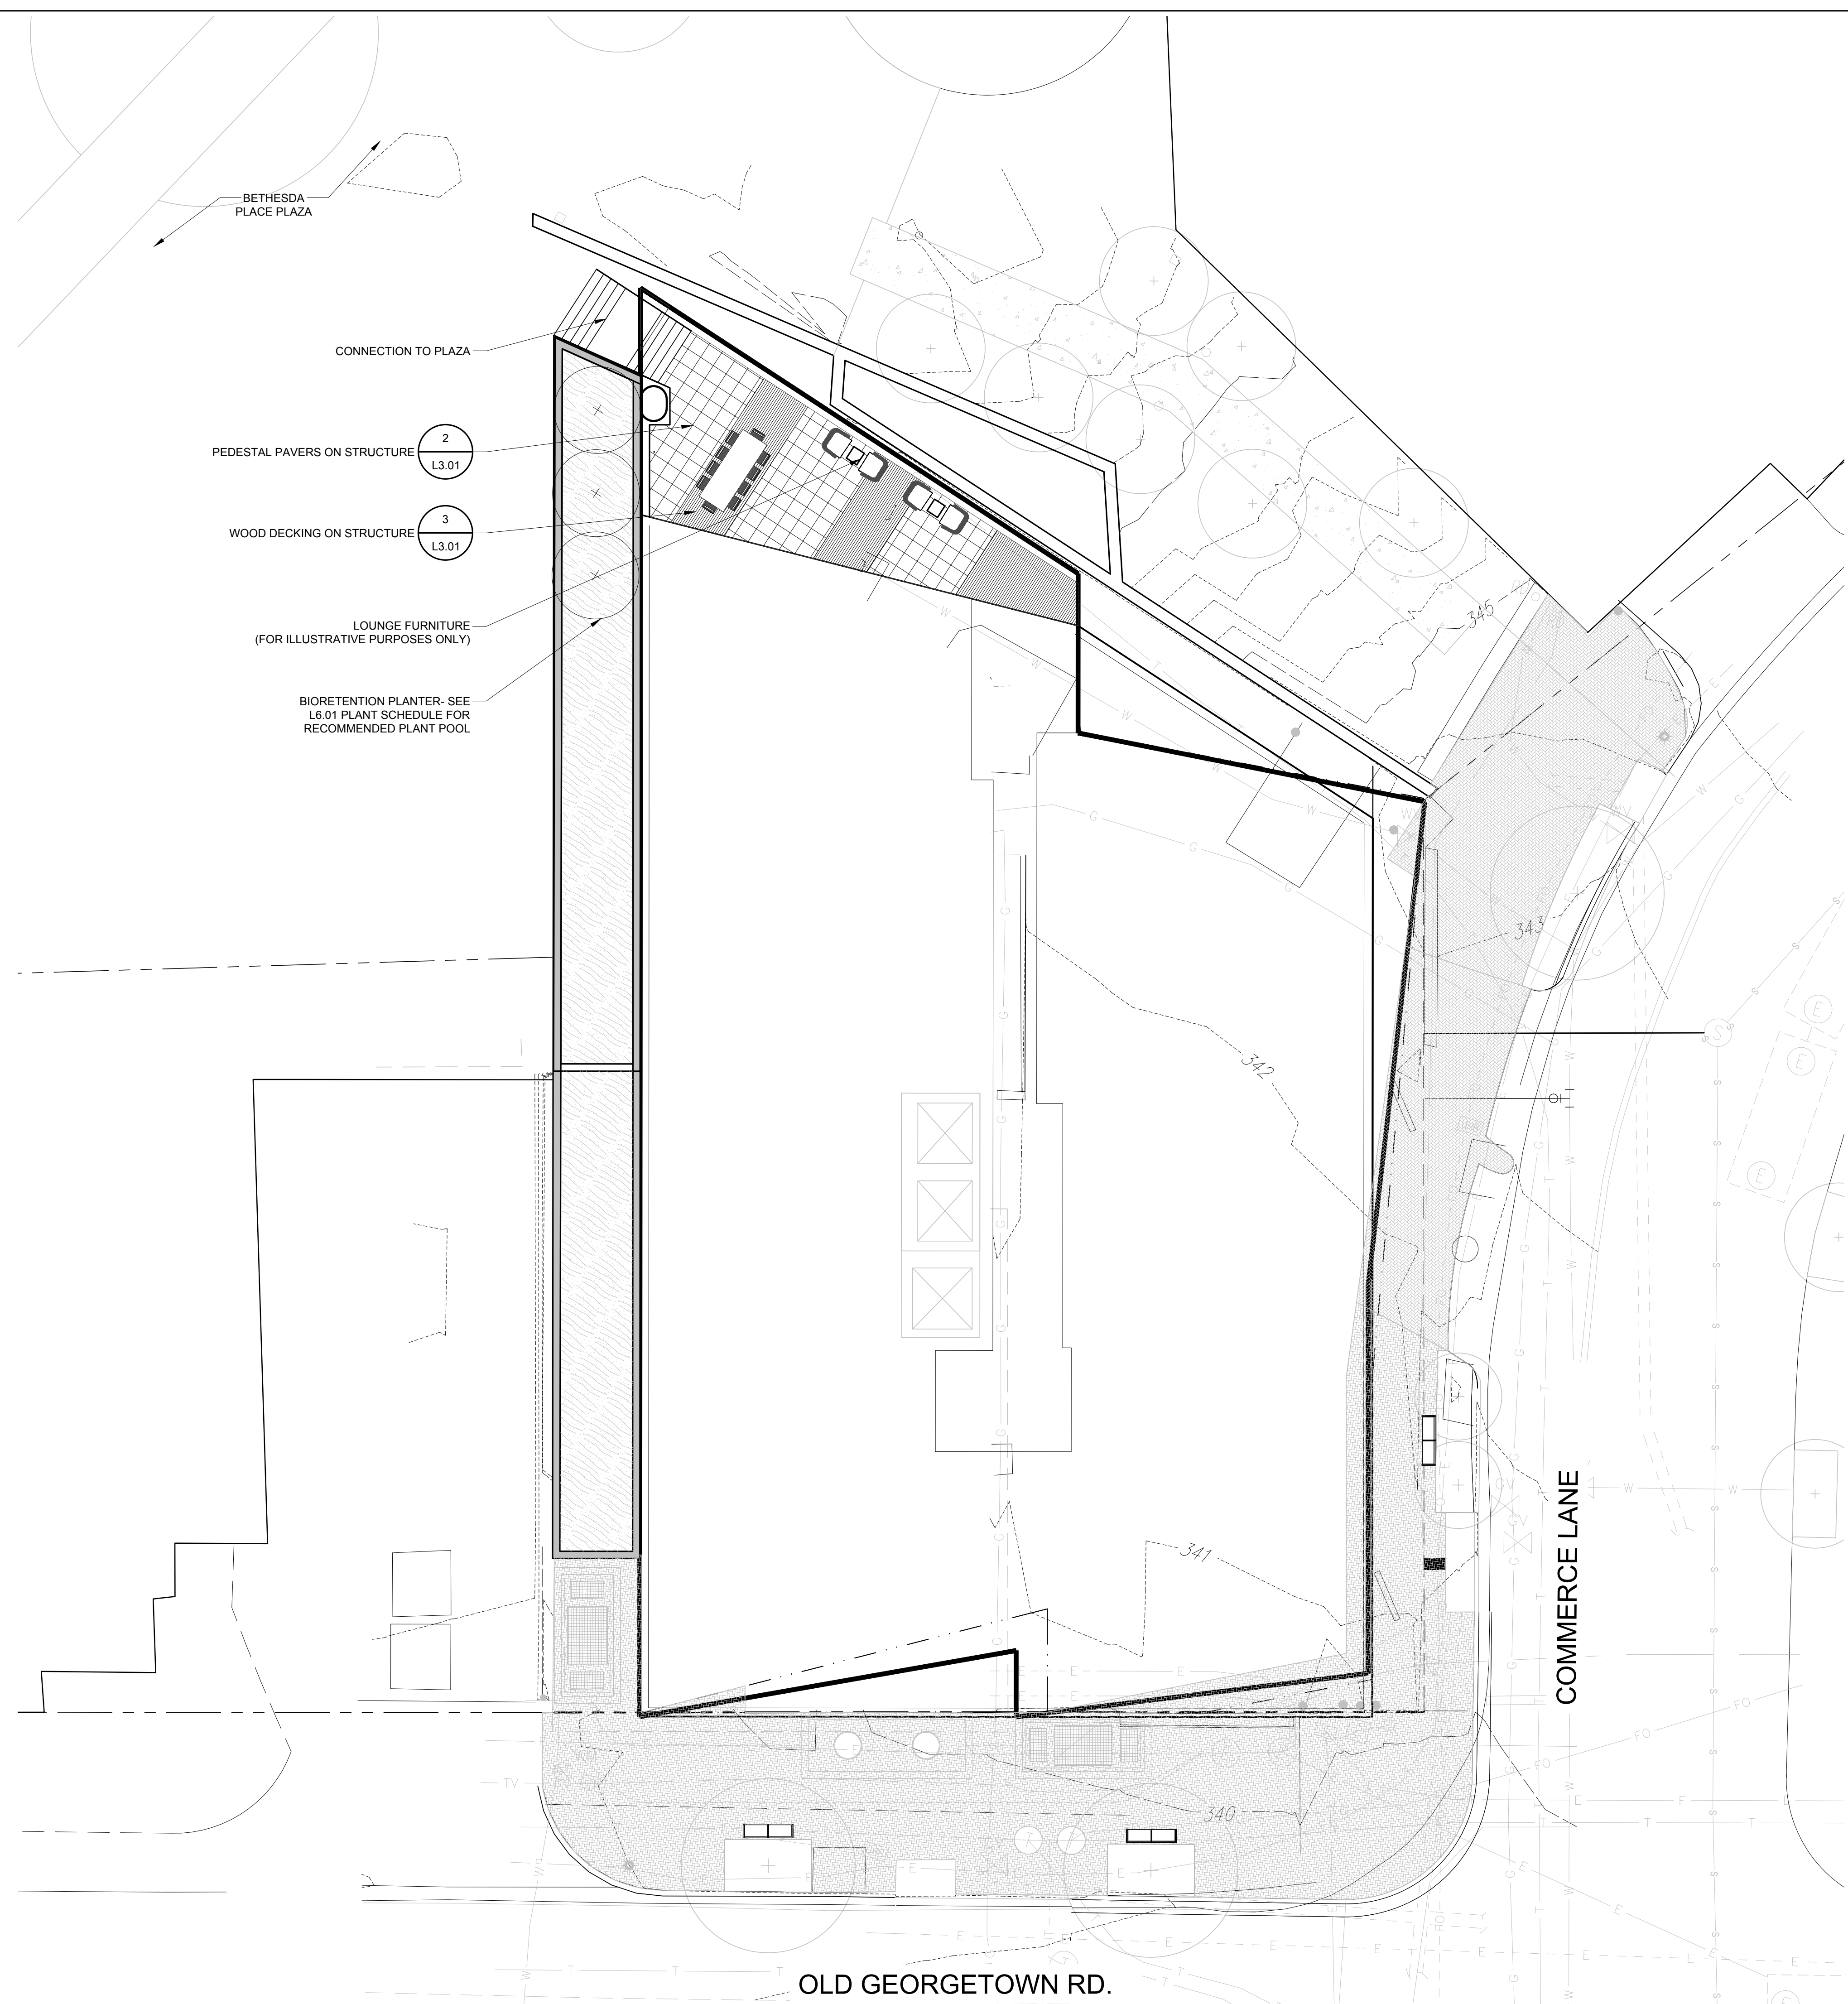 BETHESDA
PLACE PLAZA
CONNECTION TO PLAZA
PEDESTAL PAVERS ON STRUCTURE
2
L3.01
WOOD DECKING ON STRUCTURE
3
L3.01
LOUNGE FURNITURE
(FOR ILLUSTRATIVE PURPOSES ONLY)
BIORETENTION PLANTER- SEE
L6.01 PLANT SCHEDULE FOR
RECOMMENDED PLANT POOL
345
343
342
341
340
COMMERCE LANE
OLD GEORGETOWN RD.